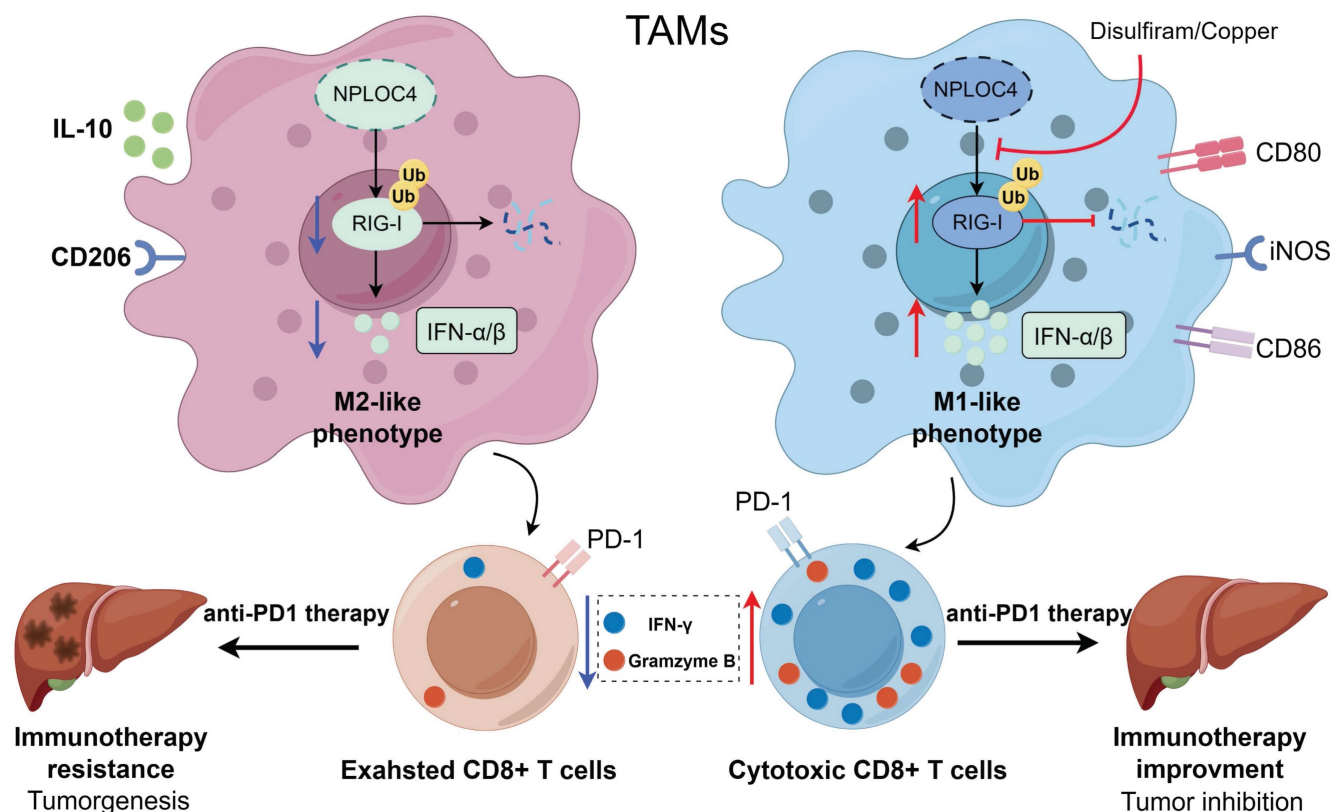 TAMs
NPLOC4
IL-10
Ub
Ub
RIG-I
CD206
IFN-α/β
M2-like
phenotype
Disulfiram/Copper
NPLOC4
CD80
Ub
Ub
RIG-I
iNOS
IFN-α/β
CD86
M1-like
phenotype
PD-1
PD-1
anti-PD1 therapy
IFN-γ
Gramzyme B
anti-PD1 therapy
Immunotherapy
resistance
Tumorgenesis
Exahsted CD8+ T cells
Cytotoxic CD8+ T cells
Immunotherapy
improvment
Tumor inhibition